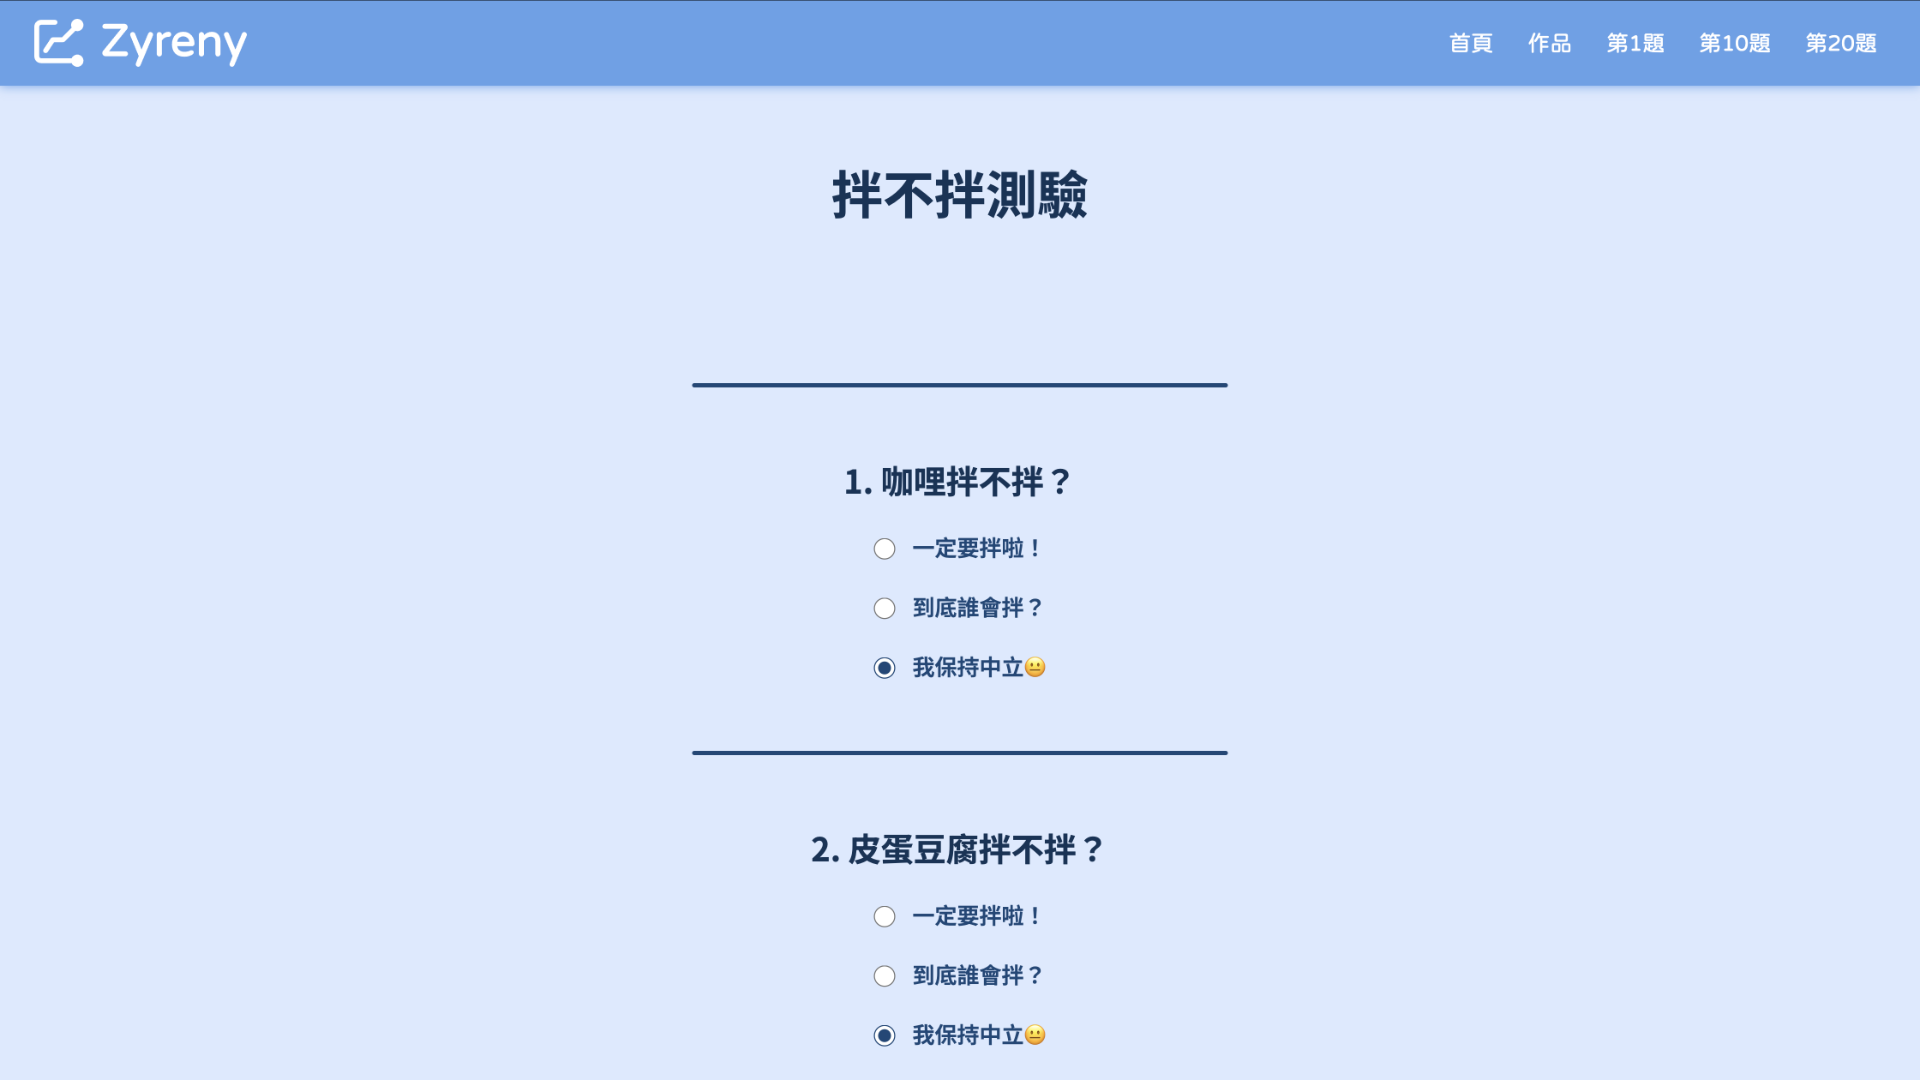 Zyreny
首頁 作品 第1題 第10題 第20題
拌不拌測驗
1. 咖哩拌不拌？
一定要拌啦！
到底誰會拌？
我保持中立😐
2. 皮蛋豆腐拌不拌？
一定要拌啦！
到底誰會拌？
我保持中立😐